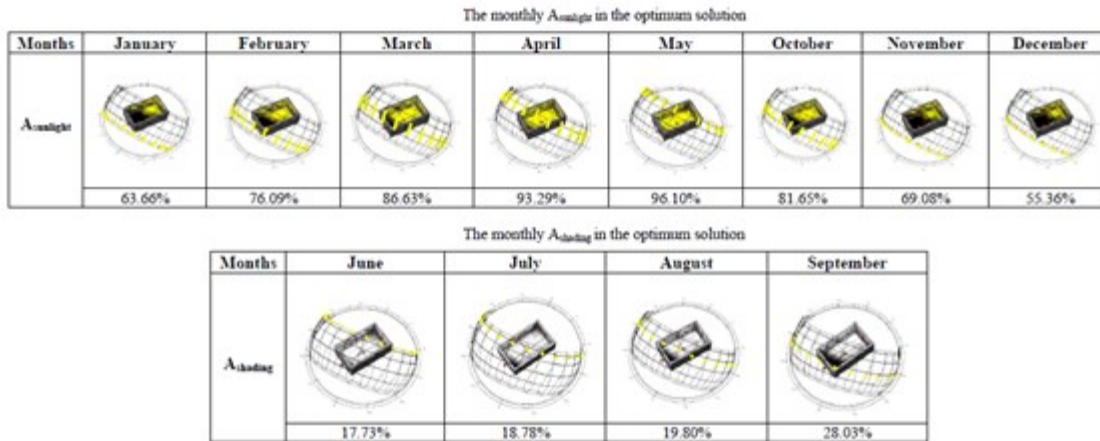 The monthly Asunlight in the optimum solution
Months January February March April May October November December
Asunlight
63.66% 76.09% 86.63% 93.29% 96.10% 81.65% 69.08% 55.36%
The monthly Ashading in the optimum solution
Months June July August September
Ashading
17.73% 18.78% 19.80% 28.03%